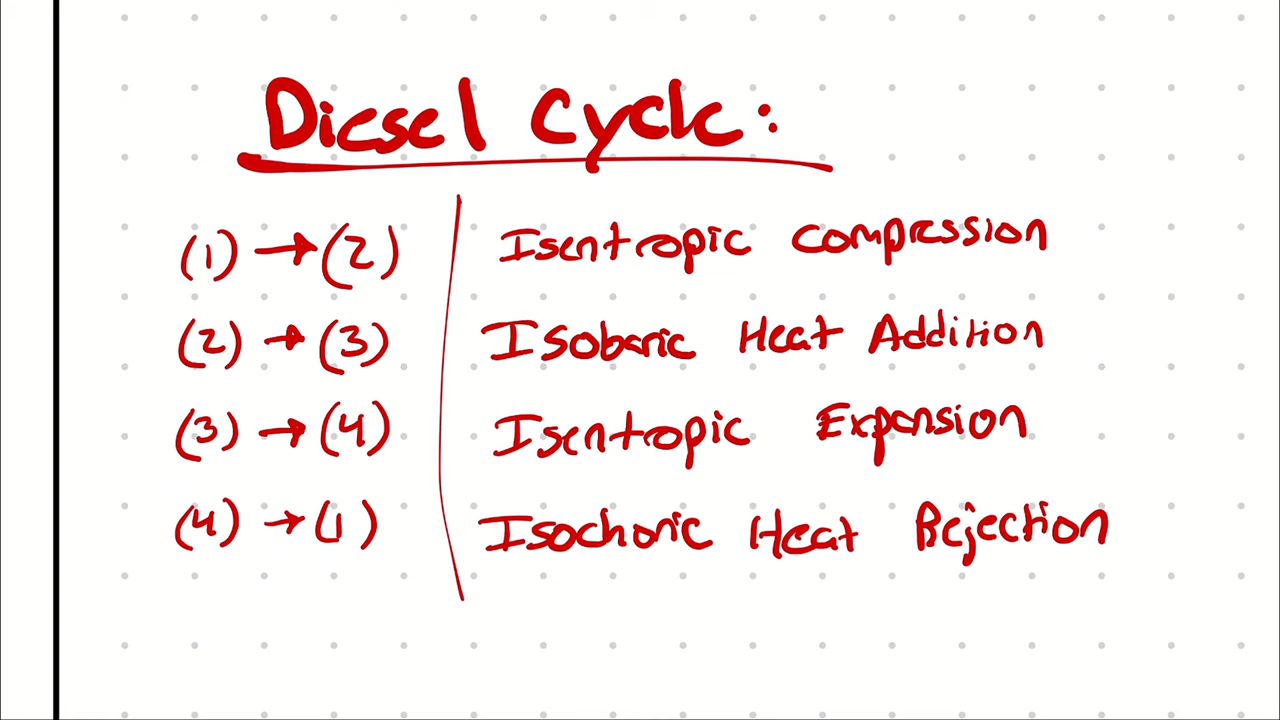 Diesel Cycle:
(1) → (2) Isentropic compression
(2) → (3) Isobaric Heat Addition
(3) → (4) Isentropic Expansion
(4) → (1) Isochoric Heat Rejection